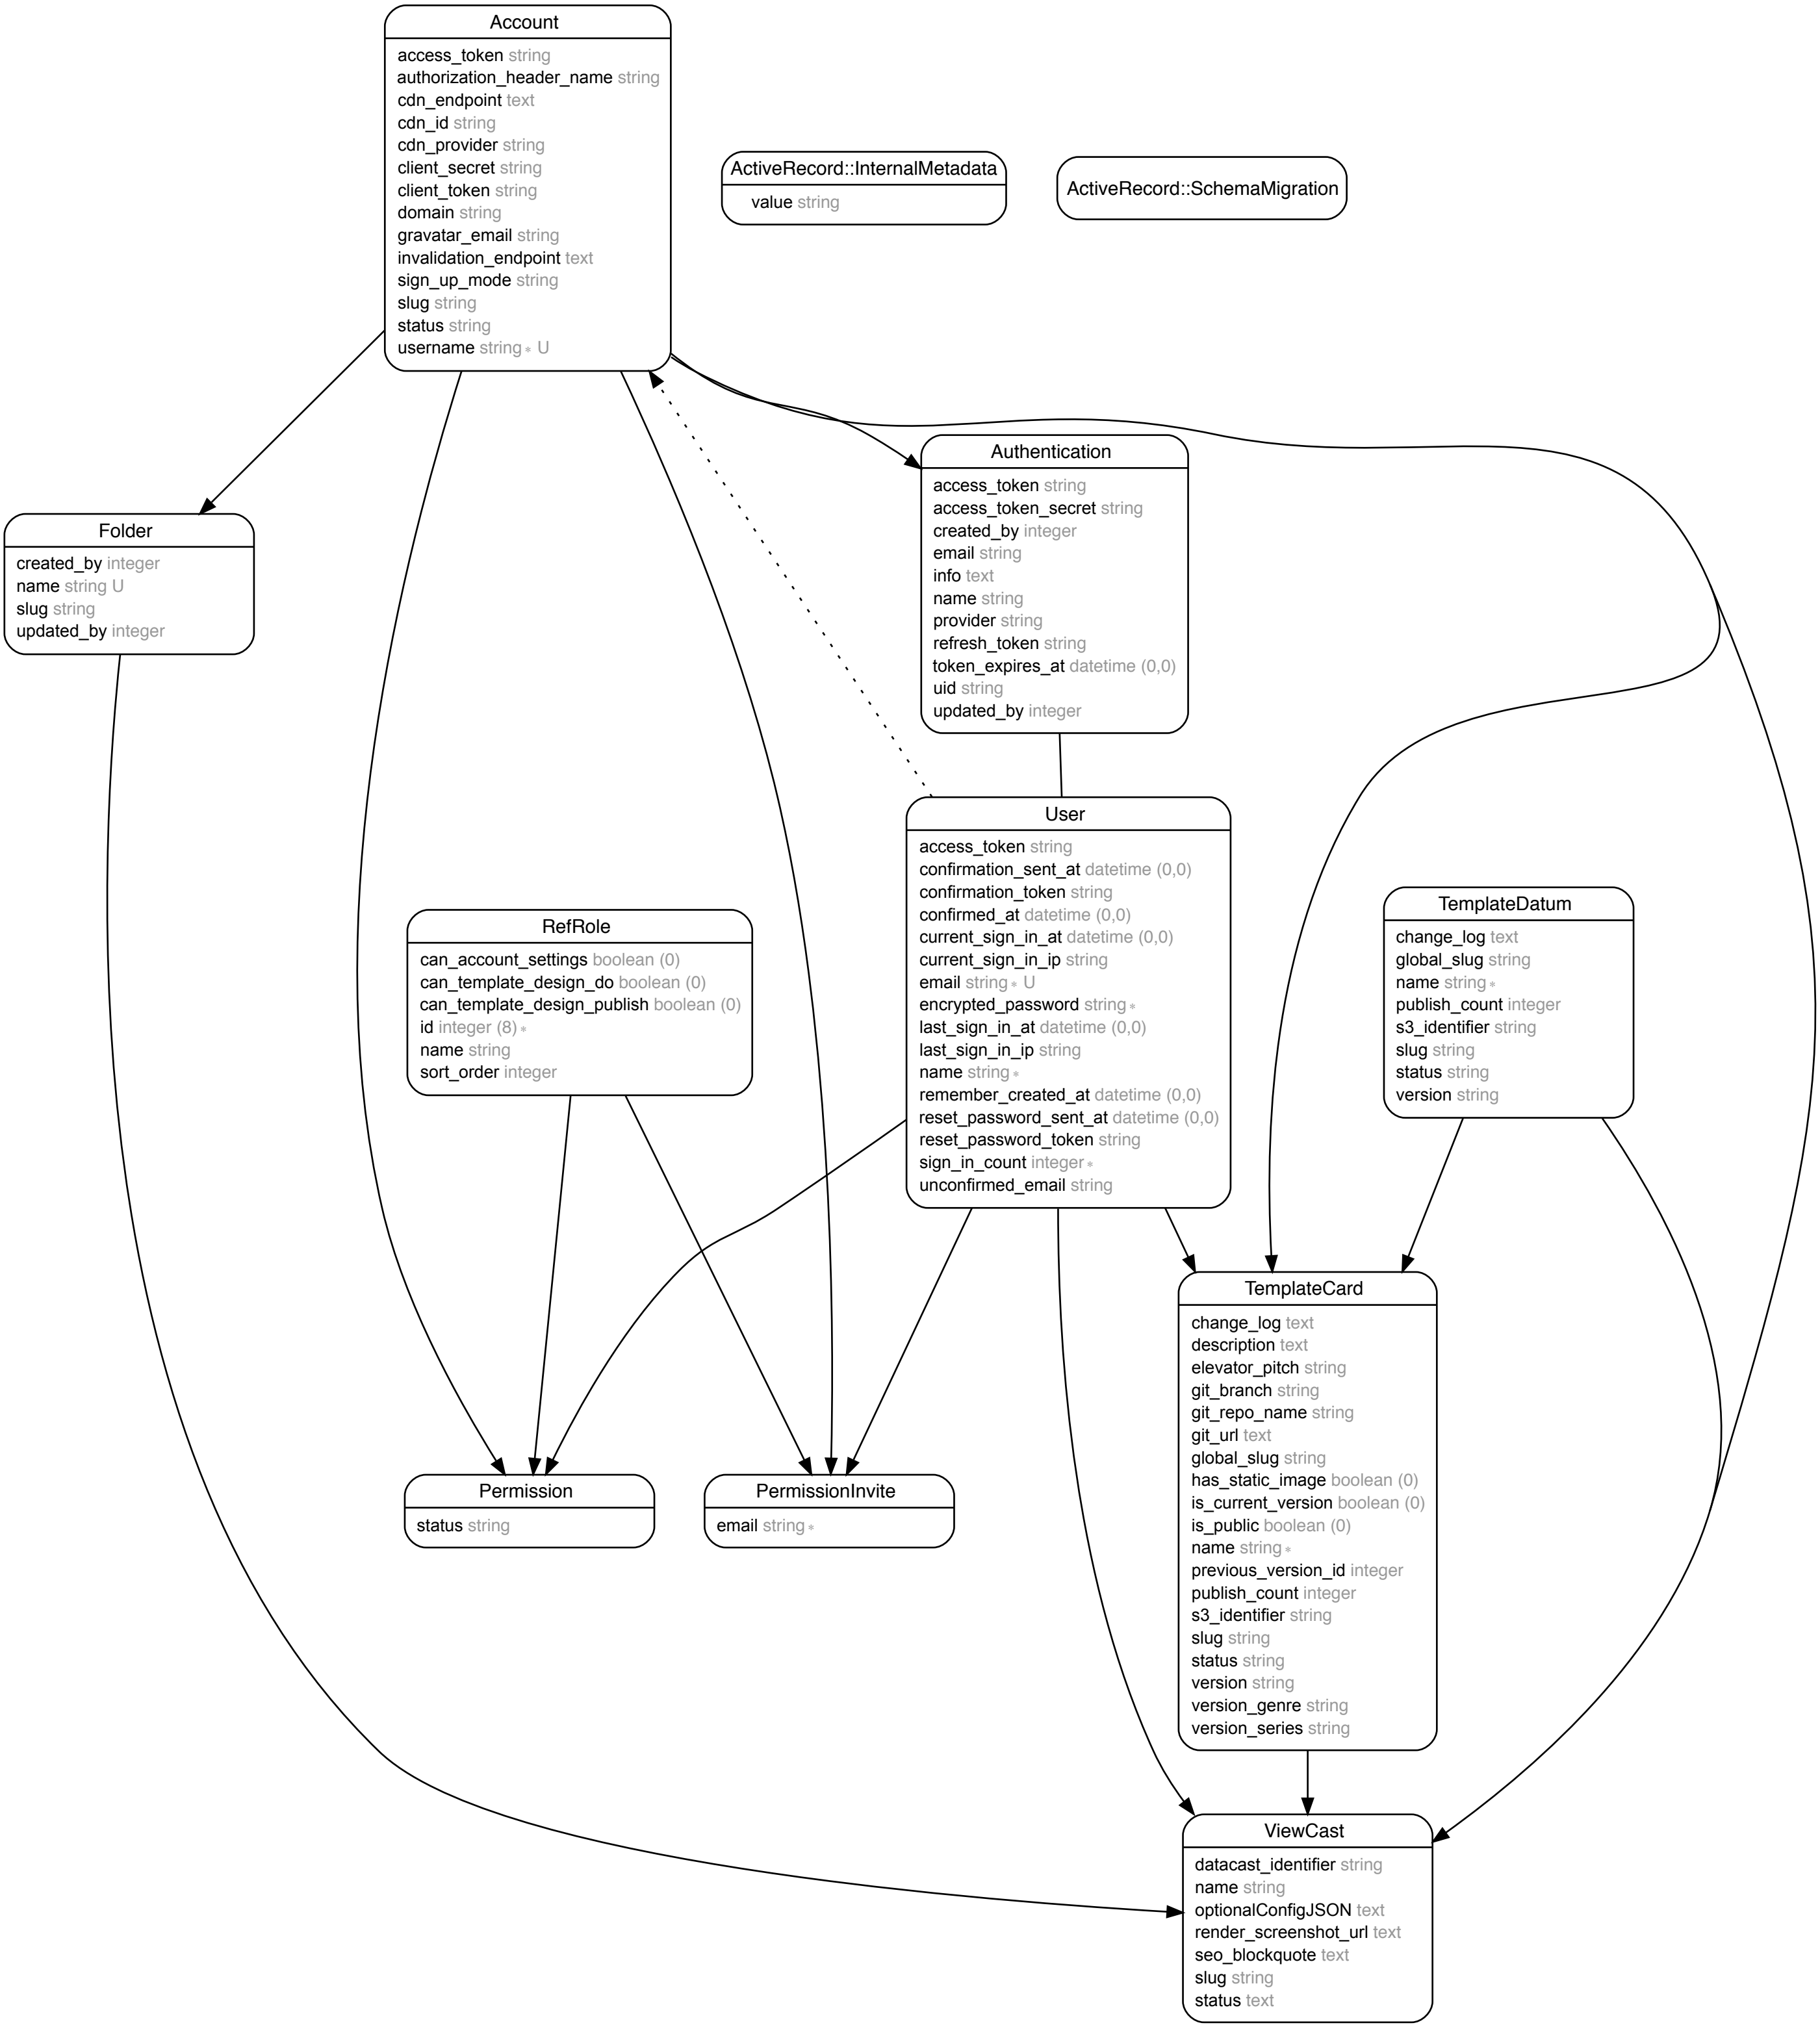 Account
access_token string
authorization_header_name string
cdn_endpoint text
cdn_id string
cdn_provider string
client_secret string
client_token string
domain string
gravatar_email string
invalidation_endpoint text
sign_up_mode string
slug string
status string
username string∗ U
ActiveRecord::InternalMetadata
value string
ActiveRecord::SchemaMigration
Authentication
access_token string
access_token_secret string
created_by integer
email string
info text
name string
provider string
refresh_token string
token_expires_at datetime (0,0)
uid string
updated_by integer
Folder
created_by integer
name string U
slug string
updated_by integer
User
access_token string
confirmation_sent_at datetime (0,0)
confirmation_token string
confirmed_at datetime (0,0)
current_sign_in_at datetime (0,0)
current_sign_in_ip string
email string∗ U
encrypted_password string∗
last_sign_in_at datetime (0,0)
last_sign_in_ip string
name string∗
remember_created_at datetime (0,0)
reset_password_sent_at datetime (0,0)
reset_password_token string
sign_in_count integer∗
unconfirmed_email string
RefRole
can_account_settings boolean (0)
can_template_design_do boolean (0)
can_template_design_publish boolean (0)
id integer (8)∗
name string
sort_order integer
TemplateDatum
change_log text
global_slug string
name string∗
publish_count integer
s3_identifier string
slug string
status string
version string
TemplateCard
change_log text
description text
elevator_pitch string
git_branch string
git_repo_name string
git_url text
global_slug string
has_static_image boolean (0)
is_current_version boolean (0)
is_public boolean (0)
name string∗
previous_version_id integer
publish_count integer
s3_identifier string
slug string
status string
version string
version_genre string
version_series string
Permission
status string
PermissionInvite
email string∗
ViewCast
datacast_identifier string
name string
optionalConfigJSON text
render_screenshot_url text
seo_blockquote text
slug string
status text